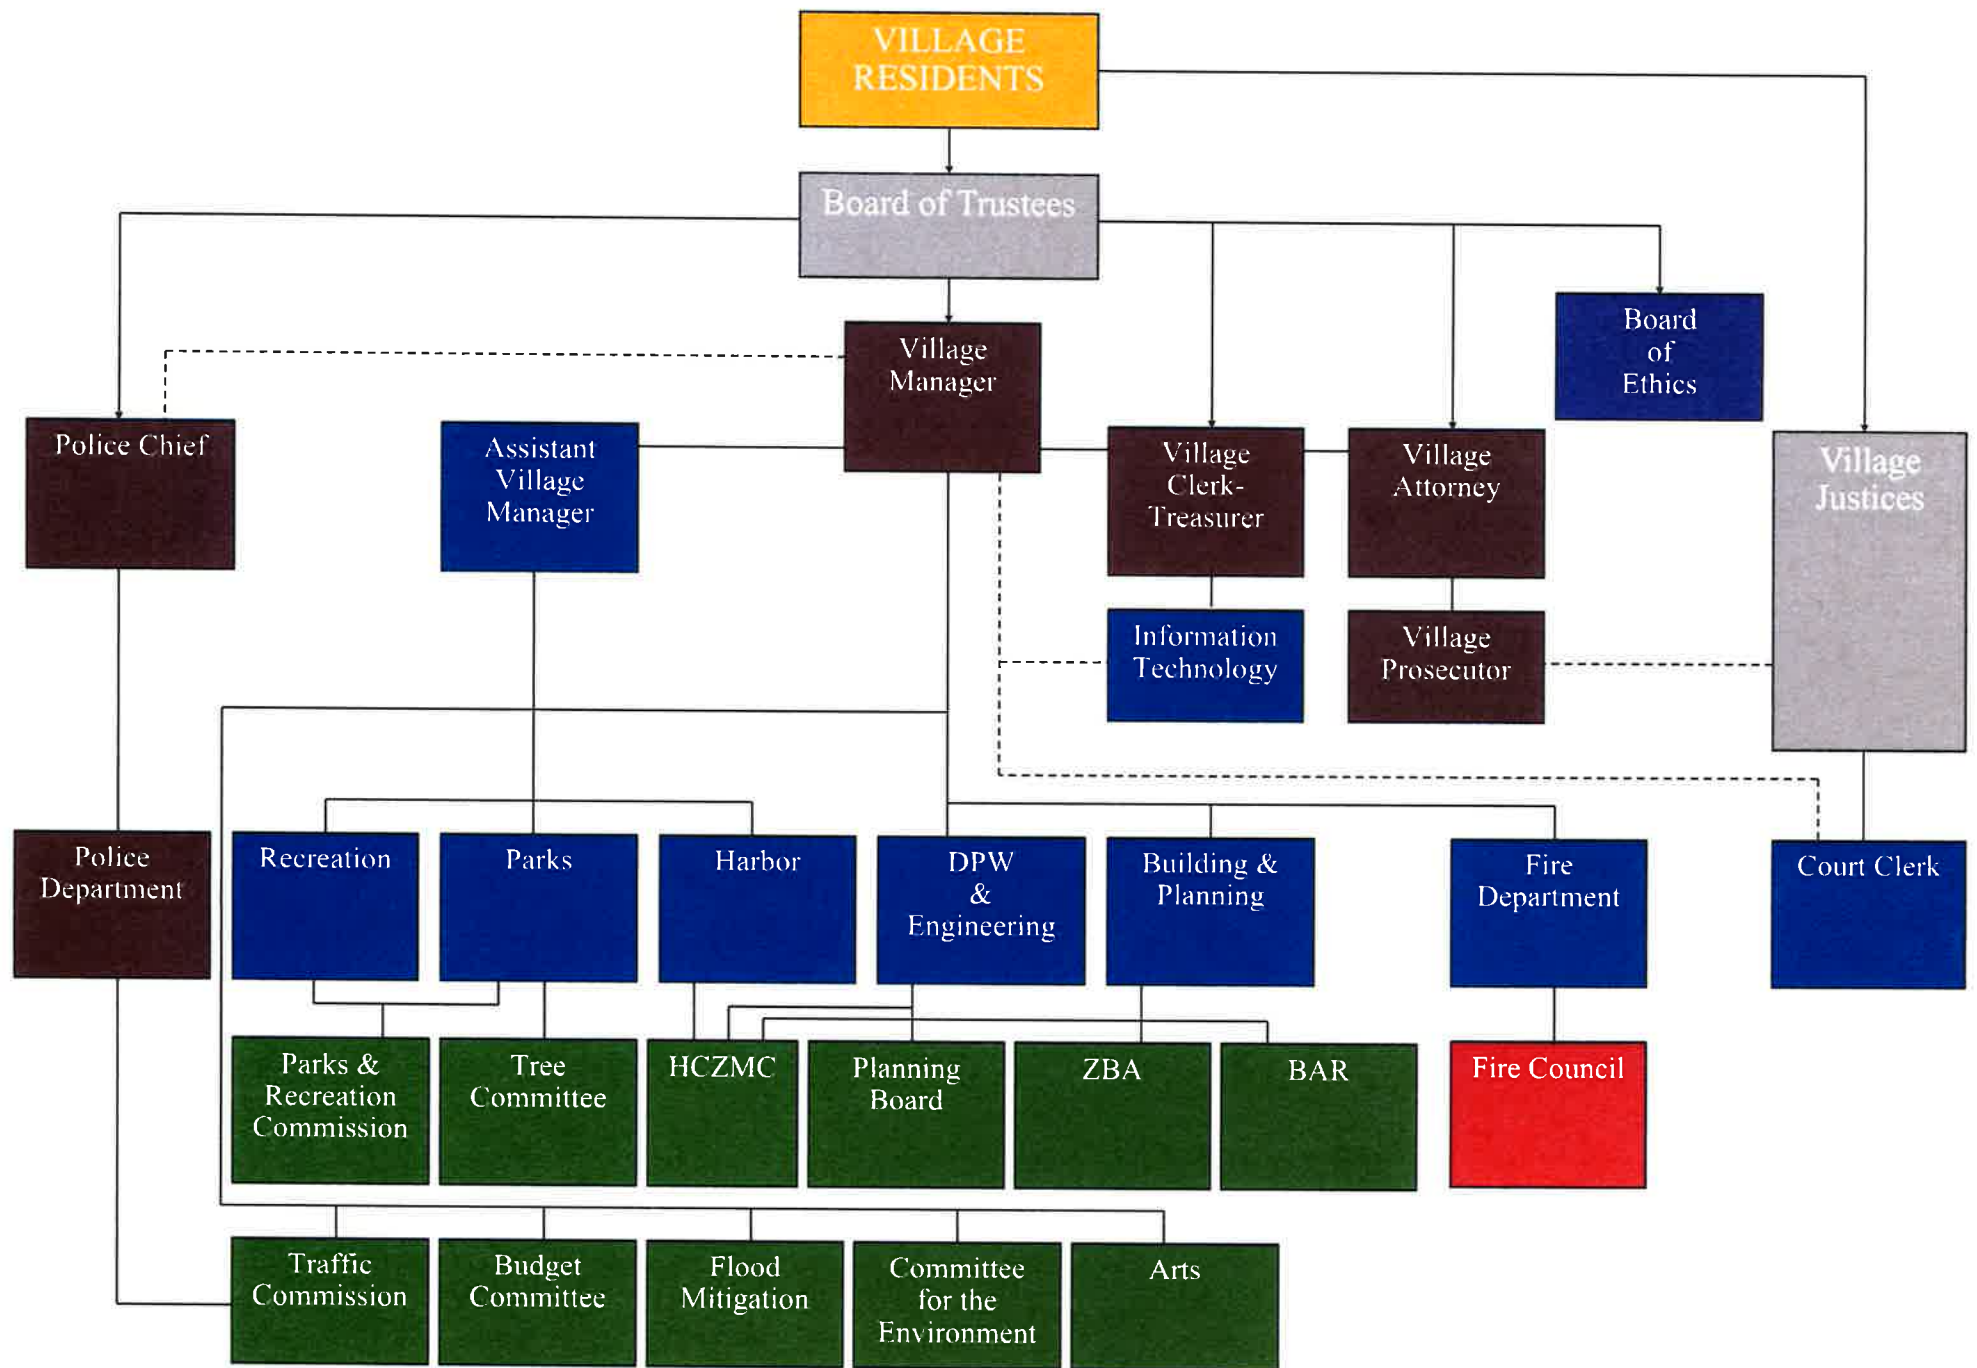 VILLAGE
RESIDENTS
Board of Trustees
Village
Manager
Board
of
Ethics
Police Chief
Assistant
Village
Manager
Village
Clerk-
Treasurer
Village
Attorney
Village
Justices
Information
Technology
Village
Prosecutor
Police
Department
Recreation
Parks
Harbor
DPW
&
Engineering
Building &
Planning
Fire
Department
Court Clerk
Parks &
Recreation
Commission
Tree
Committee
HCZMC
Planning
Board
ZBA
BAR
Fire Council
Traffic
Commission
Budget
Committee
Flood
Mitigation
Committee
for the
Environment
Arts